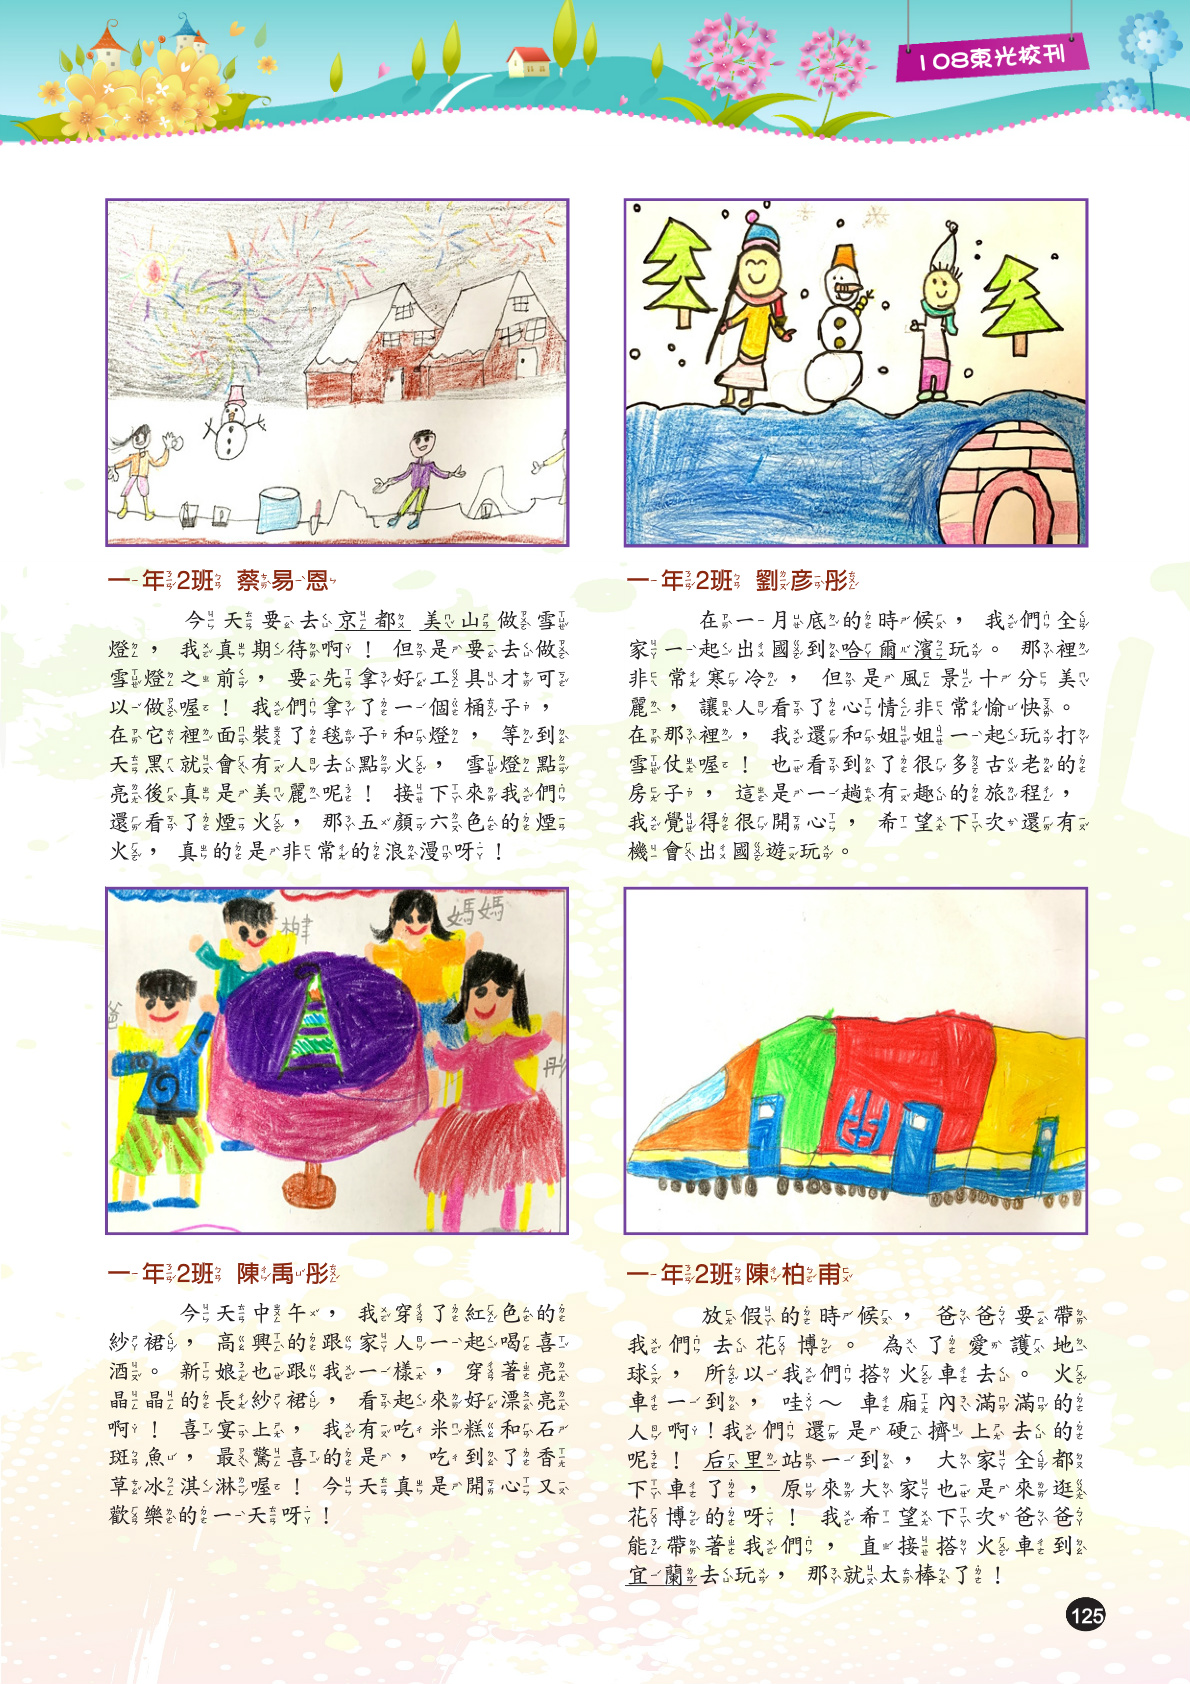 108東光校刊
一年2班 蔡易恩
今天要去京都 美山做雪
燈，我真期待啊！但是要去做
雪燈之前，要先拿好工具才可
以做喔！我們拿了一個桶子，
在它裡面裝了毯子和燈，等到
天黑就會有人去點火，雪燈點
亮後真是美麗呢！接下來我們
還看了煙火，那五顏六色的煙
火，真的是非常的浪漫呀！
一年2班 劉彦彤
在一月底的時候，我們全
家一起出國到哈爾濱玩。那裡
非常寒冷，但是風景十分美
麗，讓人看了心情非常愉快。
在那裡，我還和姐姐一起玩打
雪仗喔！也看到了很多古老的
房子，這是一趟有趣的旅程，
我覺得很開心，希望下次還有
機會出國遊玩。
媽媽
爸
一年2班 陳禹彤
今天中午，我穿了紅色的
紗裙，高興的跟家人一起喝喜
酒。新娘也跟我一樣，穿著亮
晶晶的長紗裙，看起來好漂亮
啊！喜宴上，我有吃米糕和石
斑魚，最驚喜的是，吃到了香
草冰淇淋喔！今天真是開心又
歡樂的一天呀！
一年2班陳柏甫
放假的時候，爸爸要帶
我們去花博。為了愛護地
球，所以我們搭火車去。火
車一到，哇～車廂內滿滿的
人啊！我們還是硬擠上去的
呢！后里站一到，大家全都
下車了，原來大家也是來逛
花博的呀！我希望下次爸爸
能帶著我們，直接搭火車到
宜蘭去玩，那就太棒了！
125